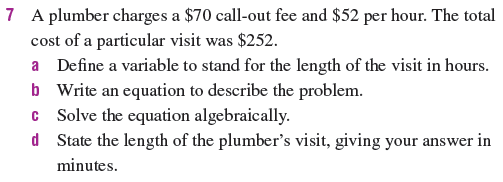 7 A plumber charges a $70 call-out fee and $52 per hour. The total
cost of a particular visit was $252.
a Define a variable to stand for the length of the visit in hours.
b Write an equation to describe the problem.
c Solve the equation algebraically.
d State the length of the plumber’s visit, giving your answer in
minutes.